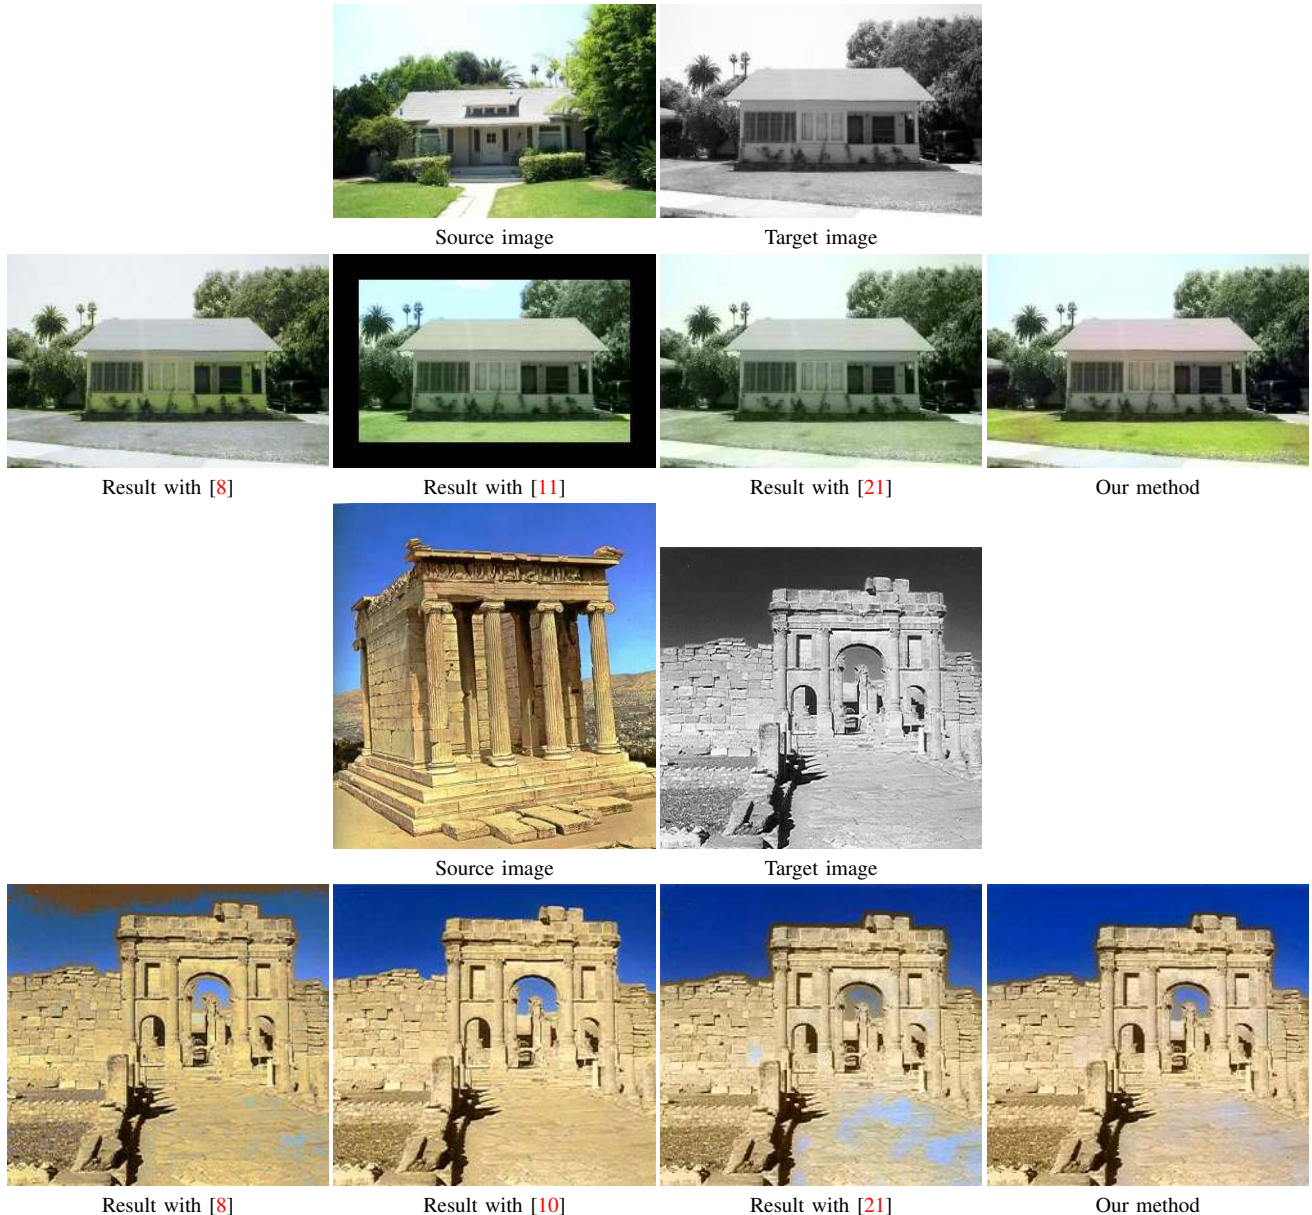 Source image
Target image
Result with [8]
Result with [11]
Result with [21]
Our method
Source image
Target image
Result with [8]
Result with [10]
Result with [21]
Our method